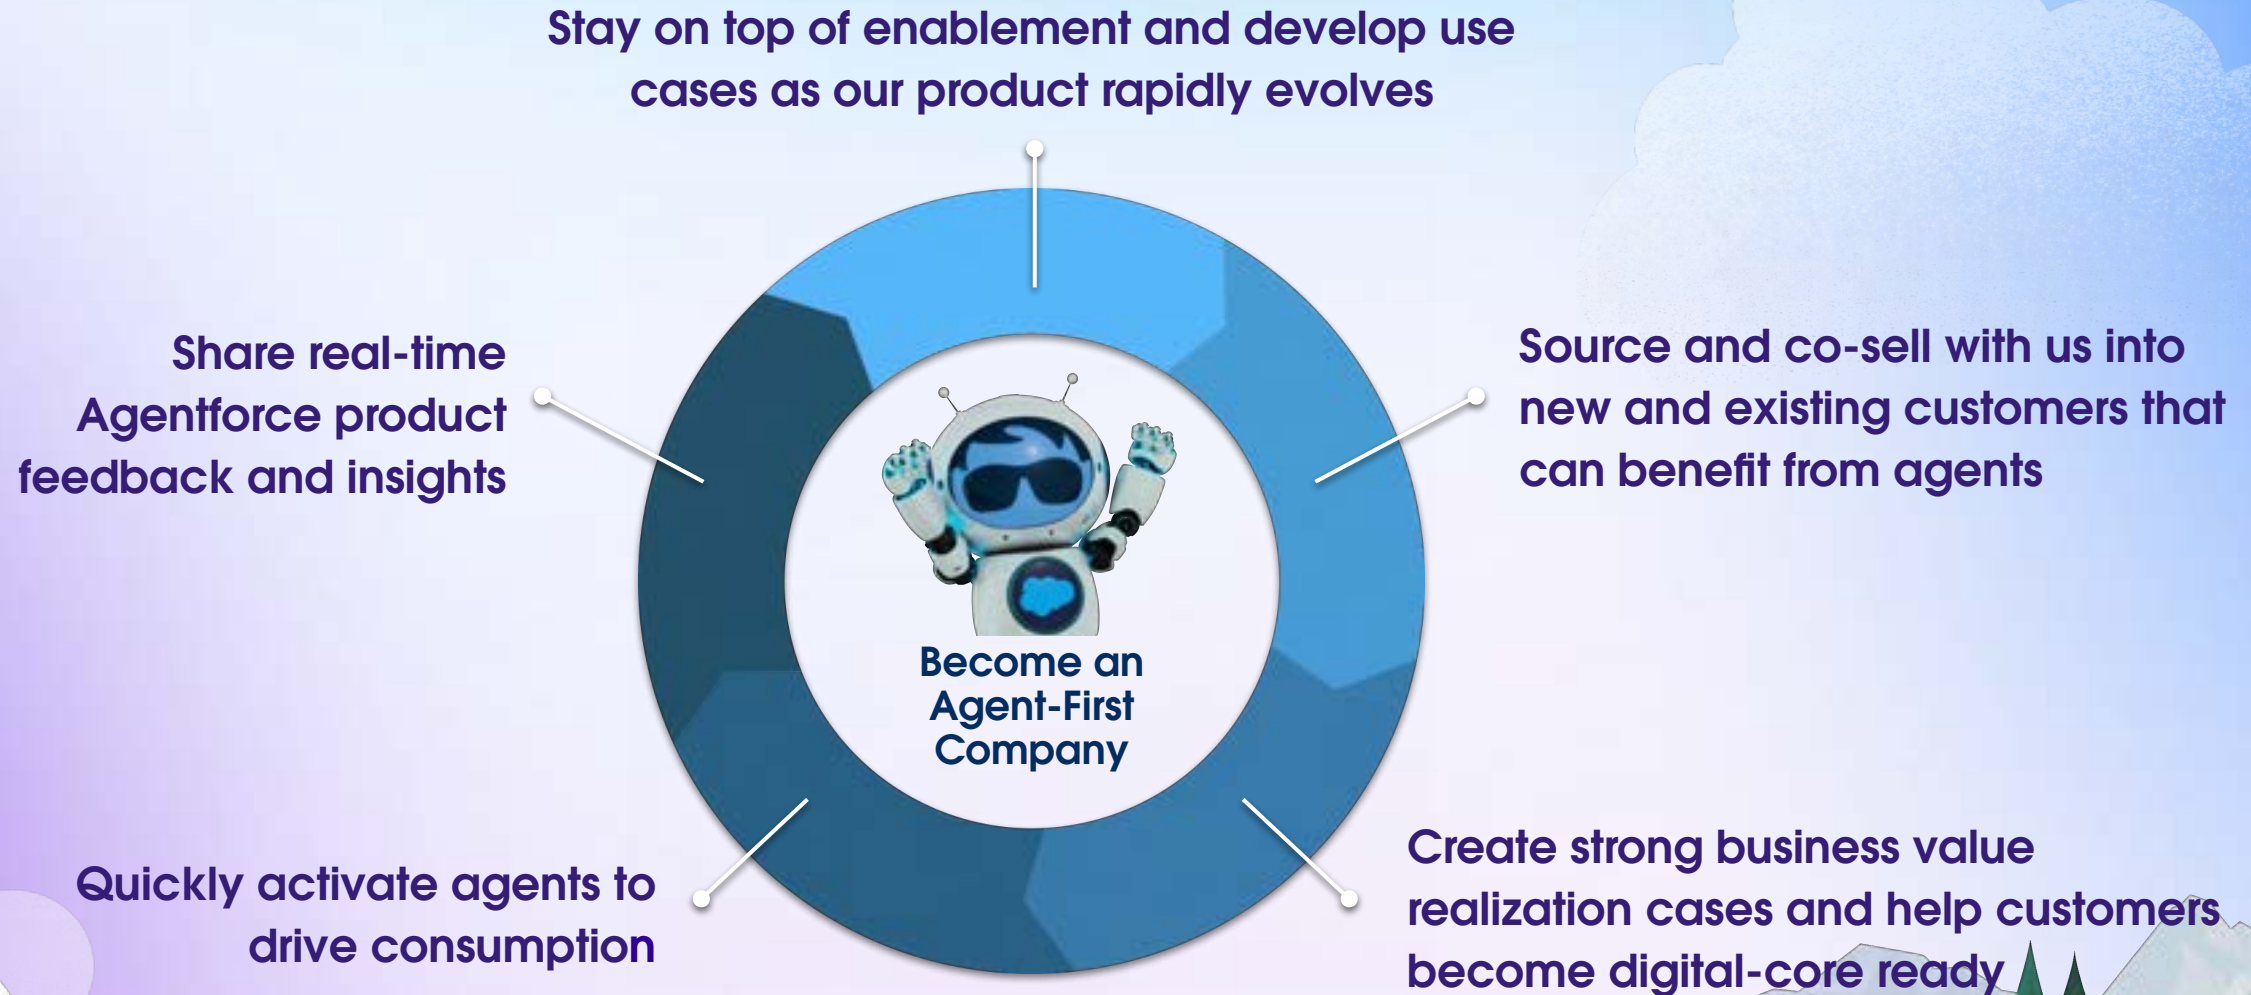 Stay on top of enablement and develop use
cases as our product rapidly evolves
Source and co-sell with us into
new and existing customers that
can benefit from agents
Create strong business value
realization cases and help customers
become digital-core ready
Quickly activate agents to
drive consumption
Share real-time
Agentforce product
feedback and insights
Become an
Agent-First
Company